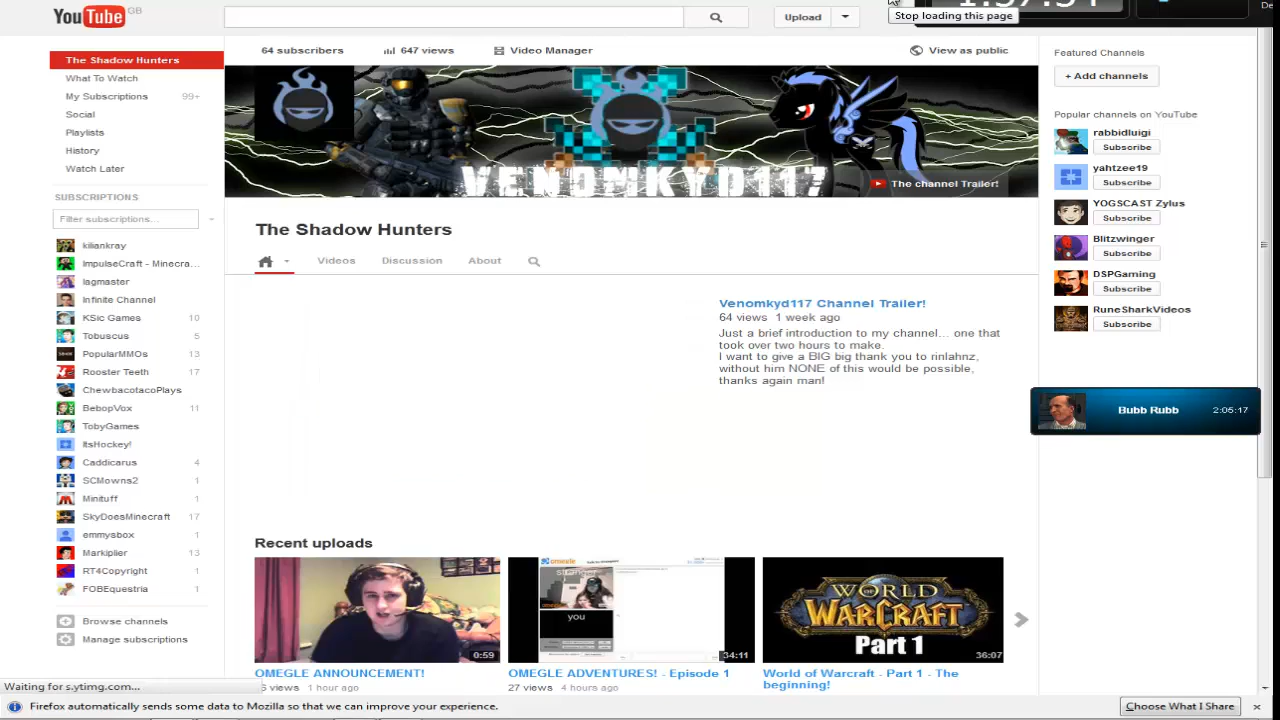 You Tube GB
Upload
Stop loading this page
The Shadow Hunters
What To Watch
My Subscriptions 99+
Social
Playlists
History
Watch Later
SUBSCRIPTIONS
Filter subscriptions...
kiliankray
ImpulseCraft - Minecra...
lagmaster
Infinite Channel
KSic Games 10
Tobuscus 5
PopularMMOs 13
Rooster Teeth 17
ChewbacotacoPlays
BebopVox 11
TobyGames
ItsHockey!
Caddicarus 4
SCMowns2 1
Minituff 1
SkyDoesMinecraft 17
emmysbox 1
Markiplier 13
RT4Copyright 1
FOBEquestria 1
Browse channels
Manage subscriptions
64 subscribers 647 views Video Manager View as public
VENOMKYD117
The channel Trailer!
The Shadow Hunters
Videos Discussion About
Venomkyd117 Channel Trailer!
64 views 1 week ago
Just a brief introduction to my channel... one that
took over two hours to make.
I want to give a BIG big thank you to rinlahnz,
without him NONE of this would be possible,
thanks again man!
Recent uploads
0:59
OMEGLE ANNOUNCEMENT!
views 1 hour ago
omegle
you
34:11
OMEGLE ADVENTURES! - Episode 1
27 views 4 hours ago
WORLD
WARCRAFT
Part 1
36:07
World of Warcraft - Part 1 - The
beginning!
Featured Channels
+ Add channels
Popular channels on YouTube
rabbidluigi
Subscribe
yahtzee19
Subscribe
YOGSCAST Zylus
Subscribe
Blitzwinger
Subscribe
DSPGaming
Subscribe
RuneSharkVideos
Subscribe
Bubb Rubb 2:05:17
Waiting for s.ytimg.com...
Firefox automatically sends some data to Mozilla so that we can improve your experience.
Choose What I Share